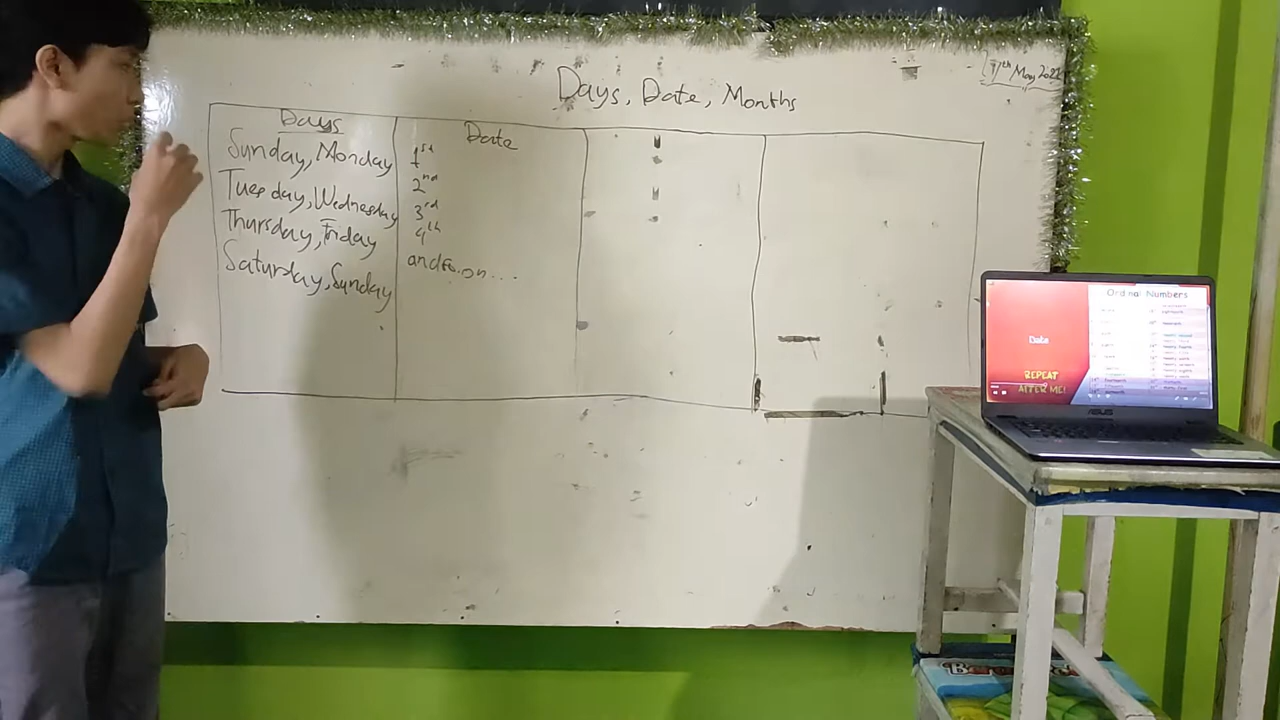 Days, Date, Months
17th May, 2022
Days
Sunday, Monday
Tuesday, Wednesday
Thursday, Friday
Saturday, Sunday
Date
1st
2nd
3rd
4th
and so on...
Date
REPEAT
AFTER ME!
Ordinal Numbers
ASUS